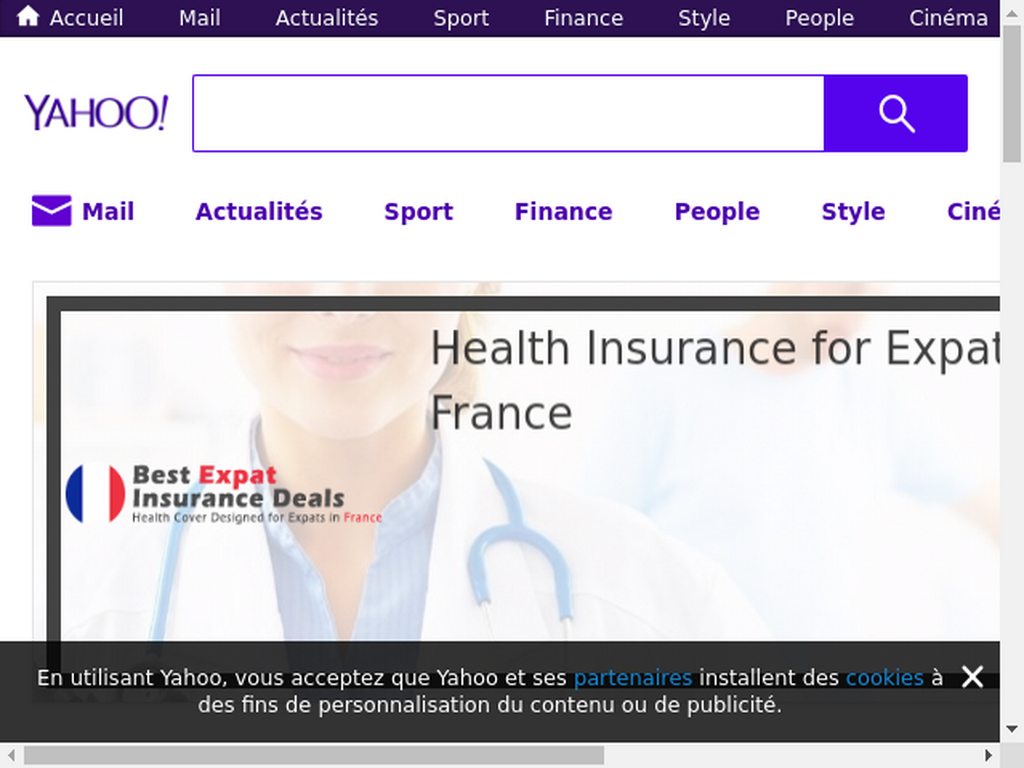 Accueil Mail Actualités Sport Finance Style People Cinéma
YAHOO!
Mail Actualités Sport Finance People Style Ciné
Health Insurance for Expat
France
Best Expat
Insurance Deals
Health Cover Designed for Expats in France
En utilisant Yahoo, vous acceptez que Yahoo et ses partenaires installent des cookies à
des fins de personnalisation du contenu ou de publicité.